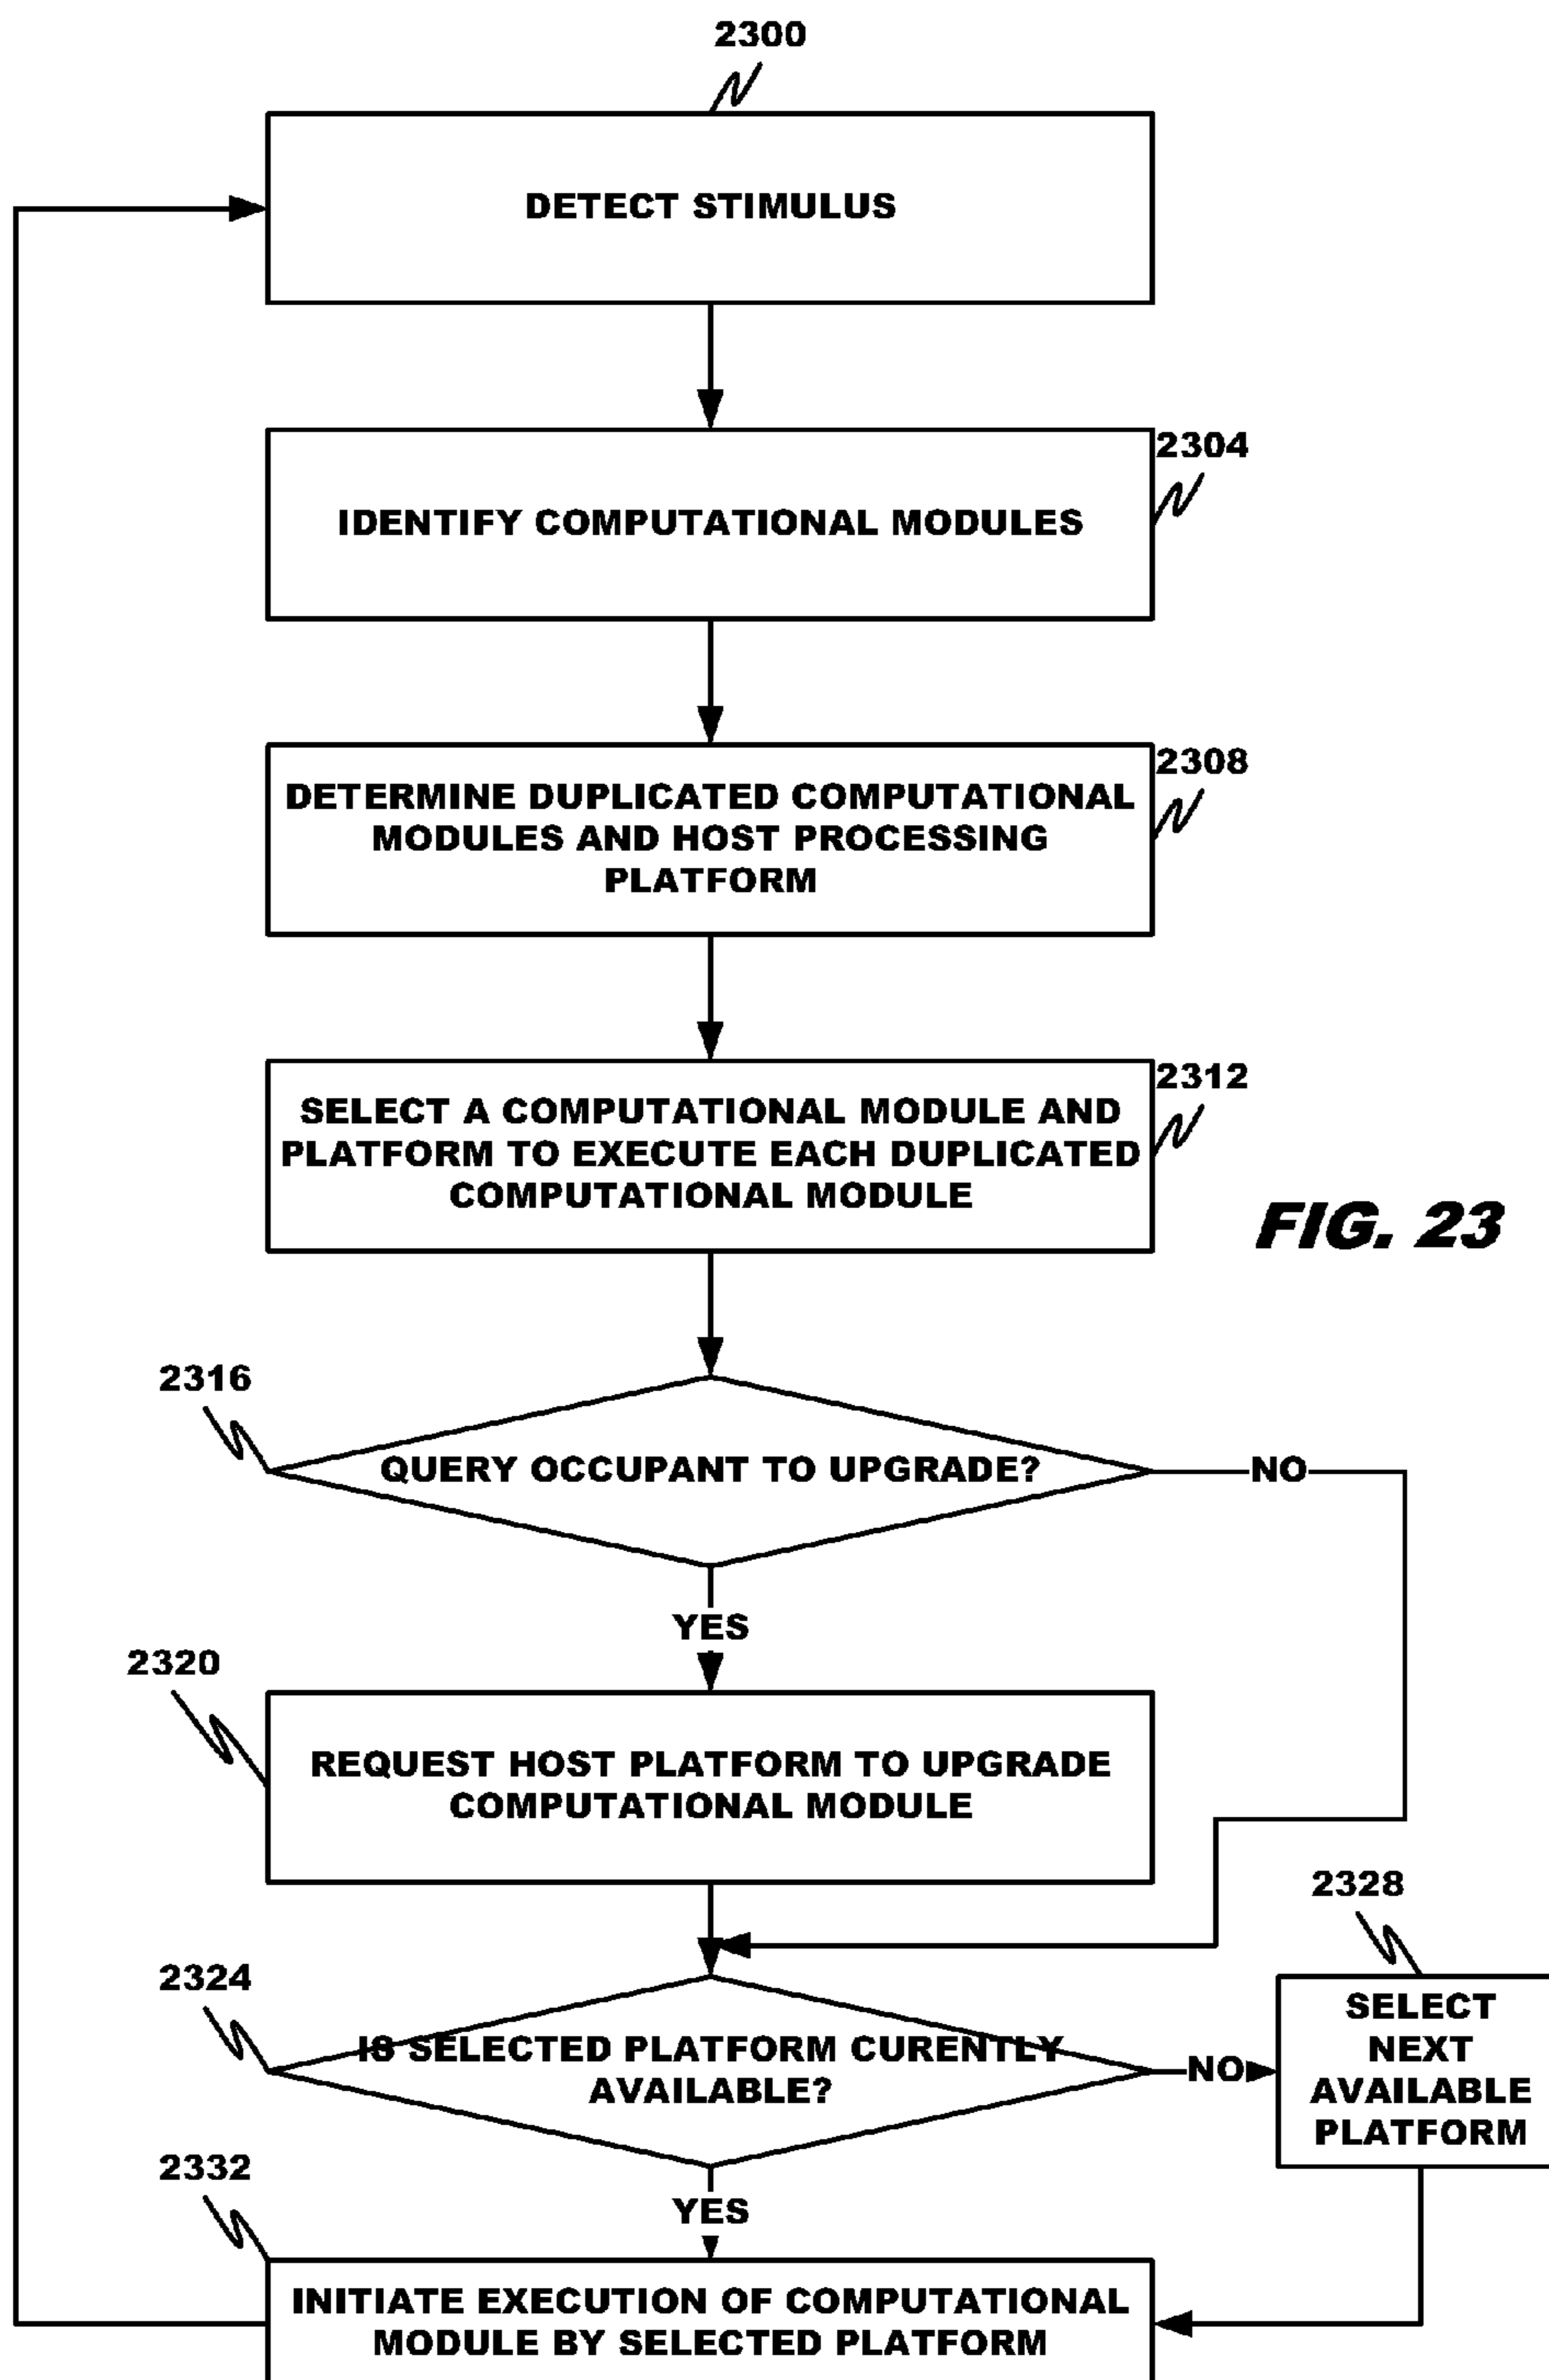 2300
DETECT STIMULUS
2304
IDENTIFY COMPUTATIONAL MODULES
2308
DETERMINE DUPLICATED COMPUTATIONAL
MODULES AND HOST PROCESSING
PLATFORM
2312
SELECT A COMPUTATIONAL MODULE AND
PLATFORM TO EXECUTE EACH DUPLICATED
COMPUTATIONAL MODULE
FIG. 23
2316
QUERY OCCUPANT TO UPGRADE?
NO
YES
2320
REQUEST HOST PLATFORM TO UPGRADE
COMPUTATIONAL MODULE
2324
IS SELECTED PLATFORM CURENTLY
AVAILABLE?
NO
2328
SELECT
NEXT
AVAILABLE
PLATFORM
YES
2332
INITIATE EXECUTION OF COMPUTATIONAL
MODULE BY SELECTED PLATFORM